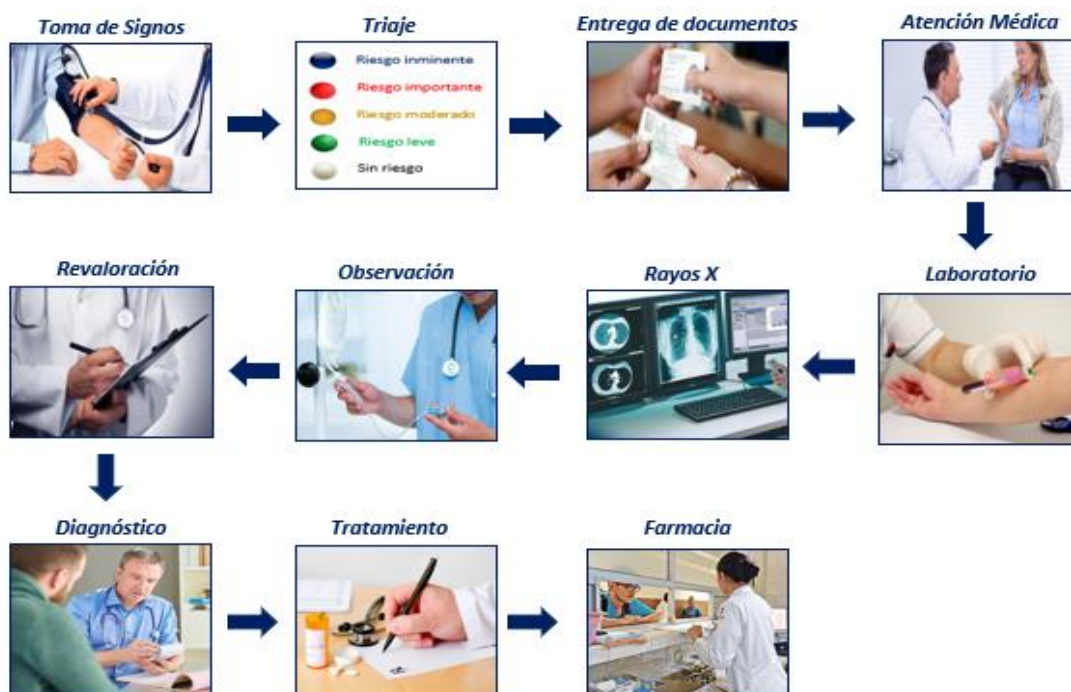 Toma de Signos
Triaje
Riesgo inminente
Riesgo importante
Riesgo moderado
Riesgo leve
Sin riesgo
Entrega de documentos
Atención Médica
Laboratorio
Rayos X
Observación
Revaloración
Diagnóstico
Tratamiento
Farmacia